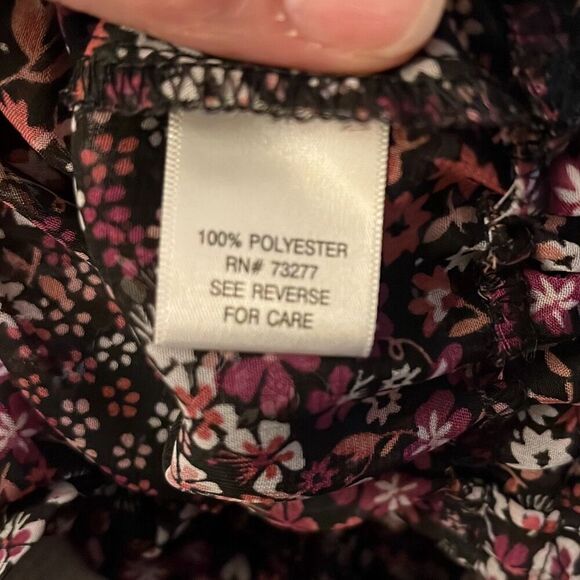 100% POLYESTER
RN# 73277
SEE REVERSE
FOR CARE